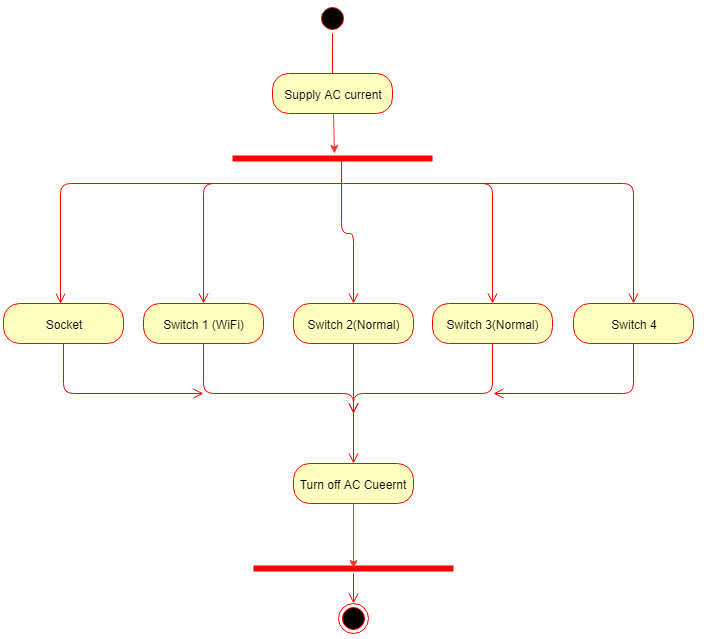 Supply AC current
Socket
Switch 1 (WiFi)
Switch 2(Normal)
Switch 3(Normal)
Switch 4
Turn off AC Cueernt